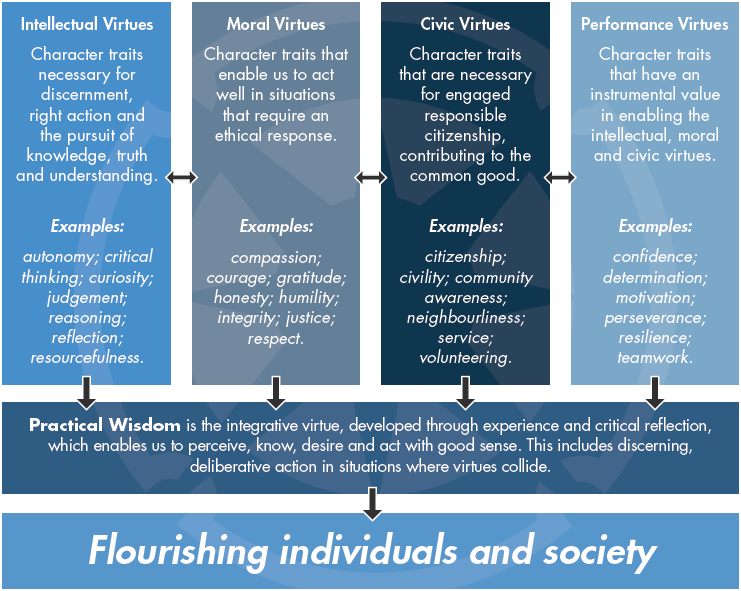 Intellectual Virtues
Character traits
necessary for
discernment,
right action and
the pursuit of
knowledge, truth
and understanding.
Examples:
autonomy; critical
thinking; curiosity;
judgement;
reasoning;
reflection;
resourcefulness.
Moral Virtues
Character traits that
enable us to act
well in situations
that require an
ethical response.
Examples:
compassion;
courage; gratitude;
honesty; humility;
integrity; justice;
respect.
Civic Virtues
Character traits
that are necessary
for engaged
responsible
citizenship,
contributing to the
common good.
Examples:
citizenship;
civility; community
awareness;
neighbourliness;
service;
volunteering.
Performance Virtues
Character traits
that have an
instrumental value
in enabling the
intellectual, moral
and civic virtues.
Examples:
confidence;
determination;
motivation;
perseverance;
resilience;
teamwork.
Practical Wisdom is the integrative virtue, developed through experience and critical reflection,
which enables us to perceive, know, desire and act with good sense. This includes discerning,
deliberative action in situations where virtues collide.
Flourishing individuals and society